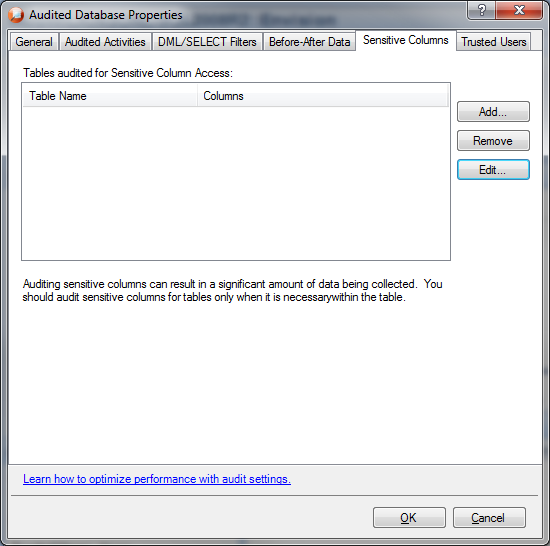 Audited Database Properties
General
Audited Activities
DML/SELECT Filters
Before-After Data
Sensitive Columns
Trusted Users
Tables audited for Sensitive Column Access:
Table Name
Columns
Add...
Remove
Edit...
Auditing sensitive columns can result in a significant amount of data being collected.  You
should audit sensitive columns for tables only when it is necessarywithin the table.
Learn how to optimize performance with audit settings.
OK
Cancel